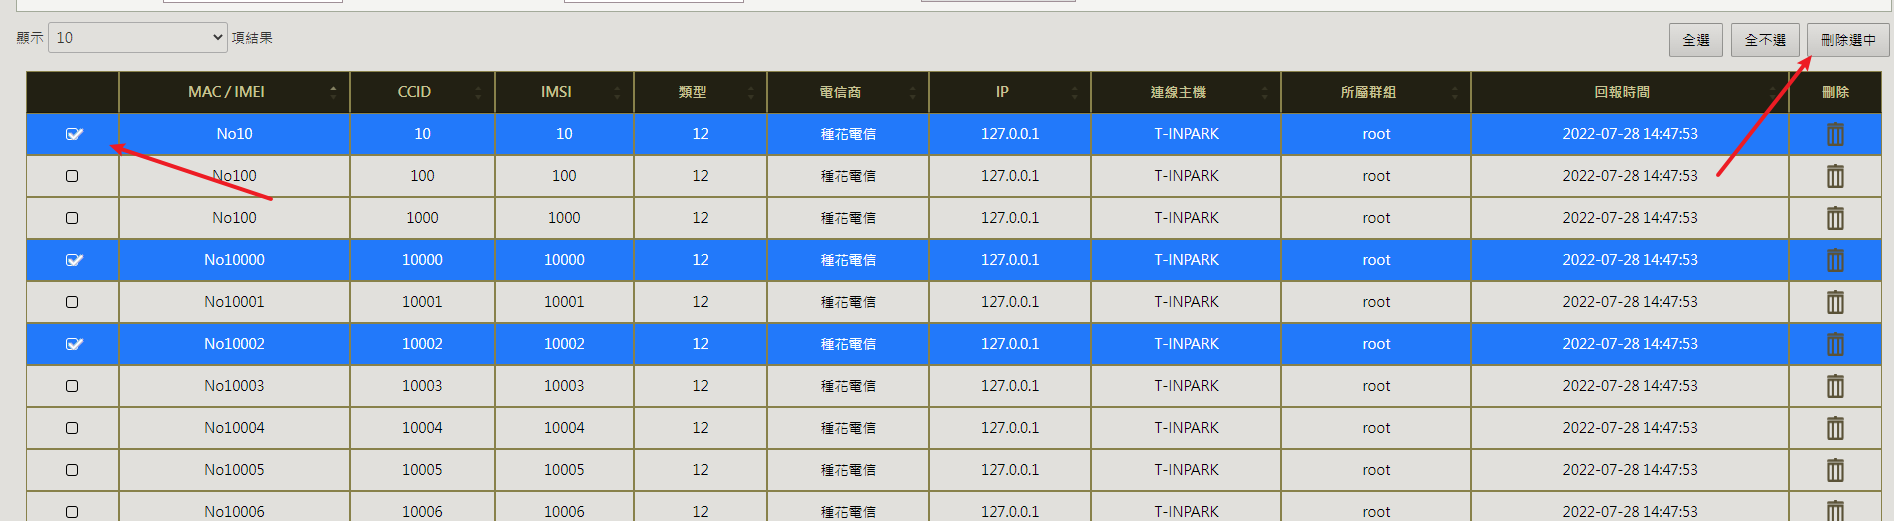 顯示 10 項結果 全選 全不選 刪除選中
MAC / IMEI CCID IMSI 類型 電信商 IP 連線主機 所屬群組 回報時間 刪除
No10 10 10 12 種花電信 127.0.0.1 T-INPARK root 2022-07-28 14:47:53
No100 100 100 12 種花電信 127.0.0.1 T-INPARK root 2022-07-28 14:47:53
No100 1000 1000 12 種花電信 127.0.0.1 T-INPARK root 2022-07-28 14:47:53
No10000 10000 10000 12 種花電信 127.0.0.1 T-INPARK root 2022-07-28 14:47:53
No10001 10001 10001 12 種花電信 127.0.0.1 T-INPARK root 2022-07-28 14:47:53
No10002 10002 10002 12 種花電信 127.0.0.1 T-INPARK root 2022-07-28 14:47:53
No10003 10003 10003 12 種花電信 127.0.0.1 T-INPARK root 2022-07-28 14:47:53
No10004 10004 10004 12 種花電信 127.0.0.1 T-INPARK root 2022-07-28 14:47:53
No10005 10005 10005 12 種花電信 127.0.0.1 T-INPARK root 2022-07-28 14:47:53
No10006 10006 10006 12 種花電信 127.0.0.1 T-INPARK root 2022-07-28 14:47:53